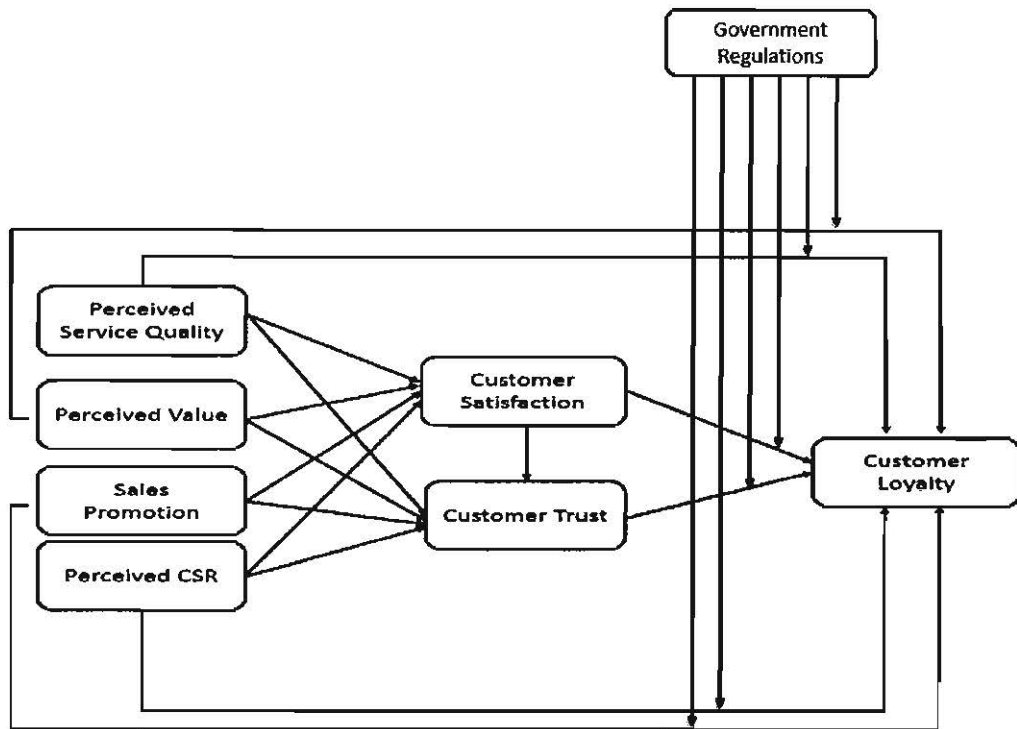 Government
Regulations
Perceived
Service Quality
Perceived Value
Sales
Promotion
Perceived CSR
Customer
Satisfaction
Customer Trust
Customer
Loyalty